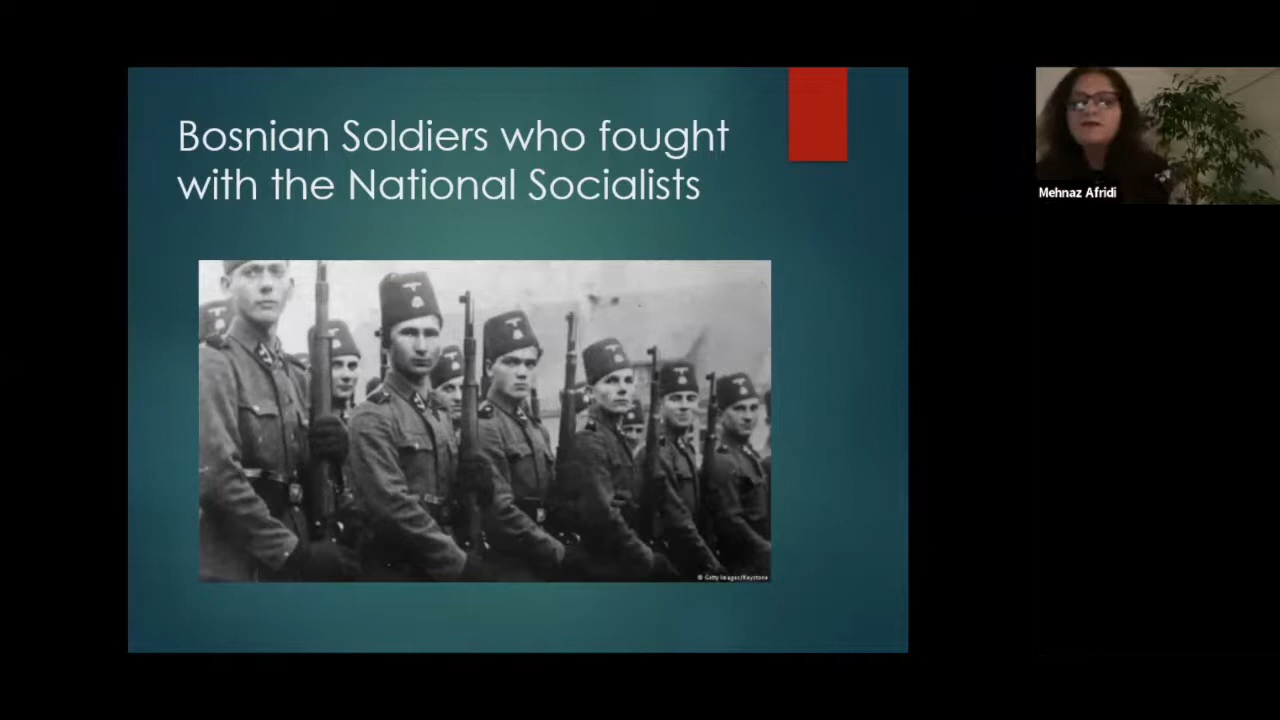 Bosnian Soldiers who fought
with the National Socialists
© Getty Images/Keystone
Mehnaz Afridi